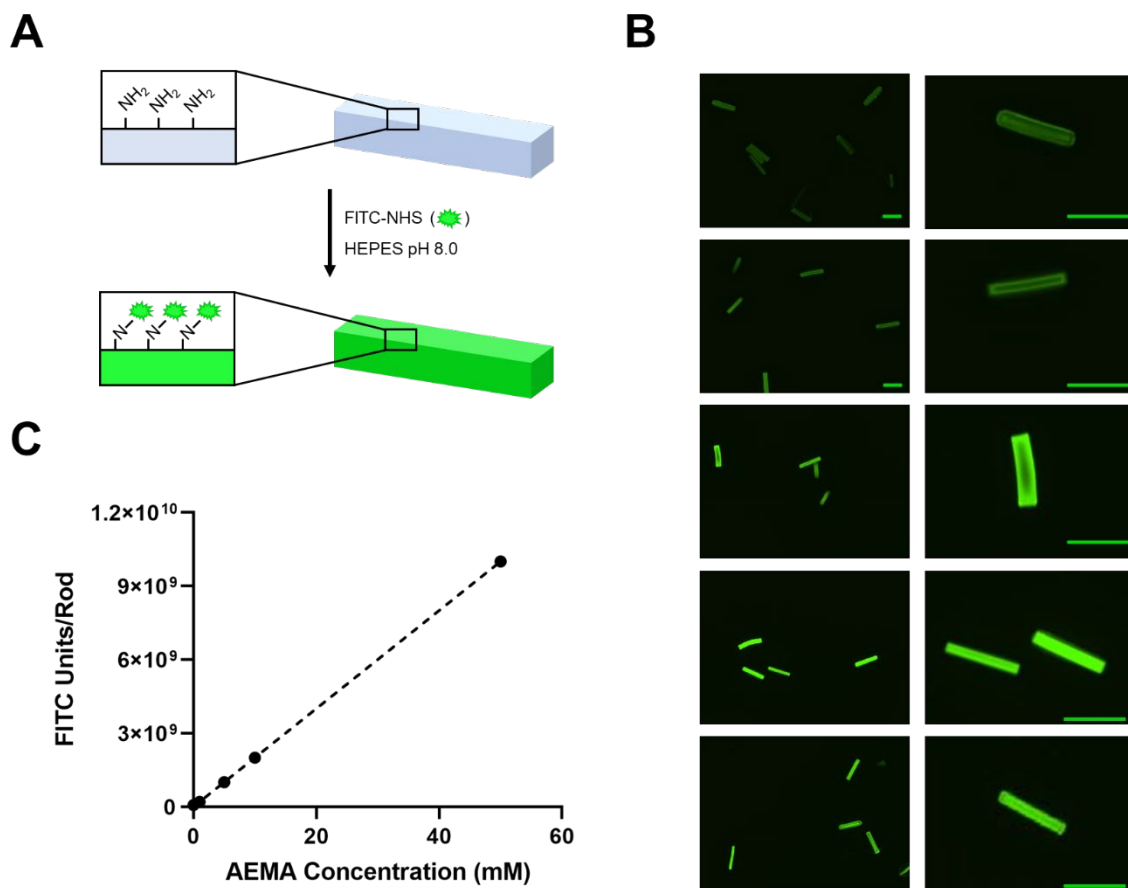 A
NH₂ NH₂ NH₂
FITC-NHS ( )
HEPES pH 8.0
N N N
B
C
1.2×10¹⁰
9×10⁹
6×10⁹
3×10⁹
0
FITC Units/Rod
0 20 40 60
AEMA Concentration (mM)